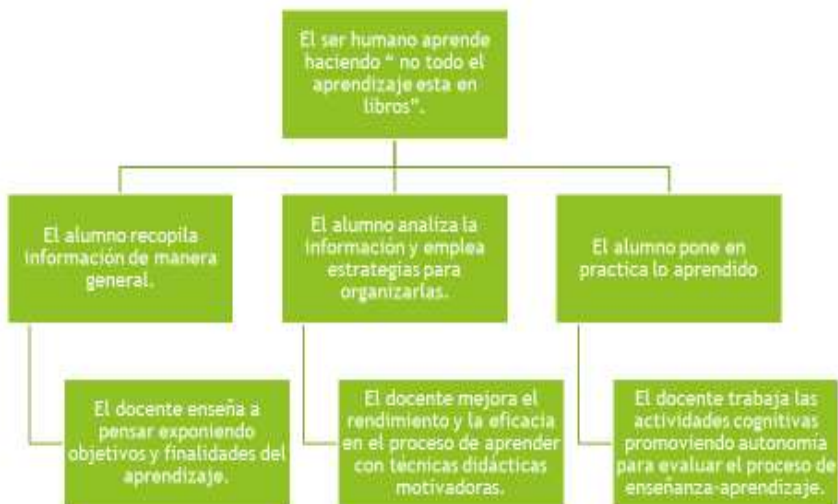 El ser humano aprende
haciendo “ no todo el
aprendizaje esta en
libros”.
El alumno recopila
información de manera
general.
El alumno analiza la
información y emplea
estrategias para
organizarlas.
El alumno pone en
practica lo aprendido
El docente enseña a
pensar exponiendo
objetivos y finalidades del
aprendizaje.
El docente mejora el
rendimiento y la eficacia
en el proceso de aprender
con técnicas didácticas
motivadoras.
El docente trabaja las
actividades cognitivas
promoviendo autonomía
para evaluar el proceso de
enseñanza-aprendizaje.